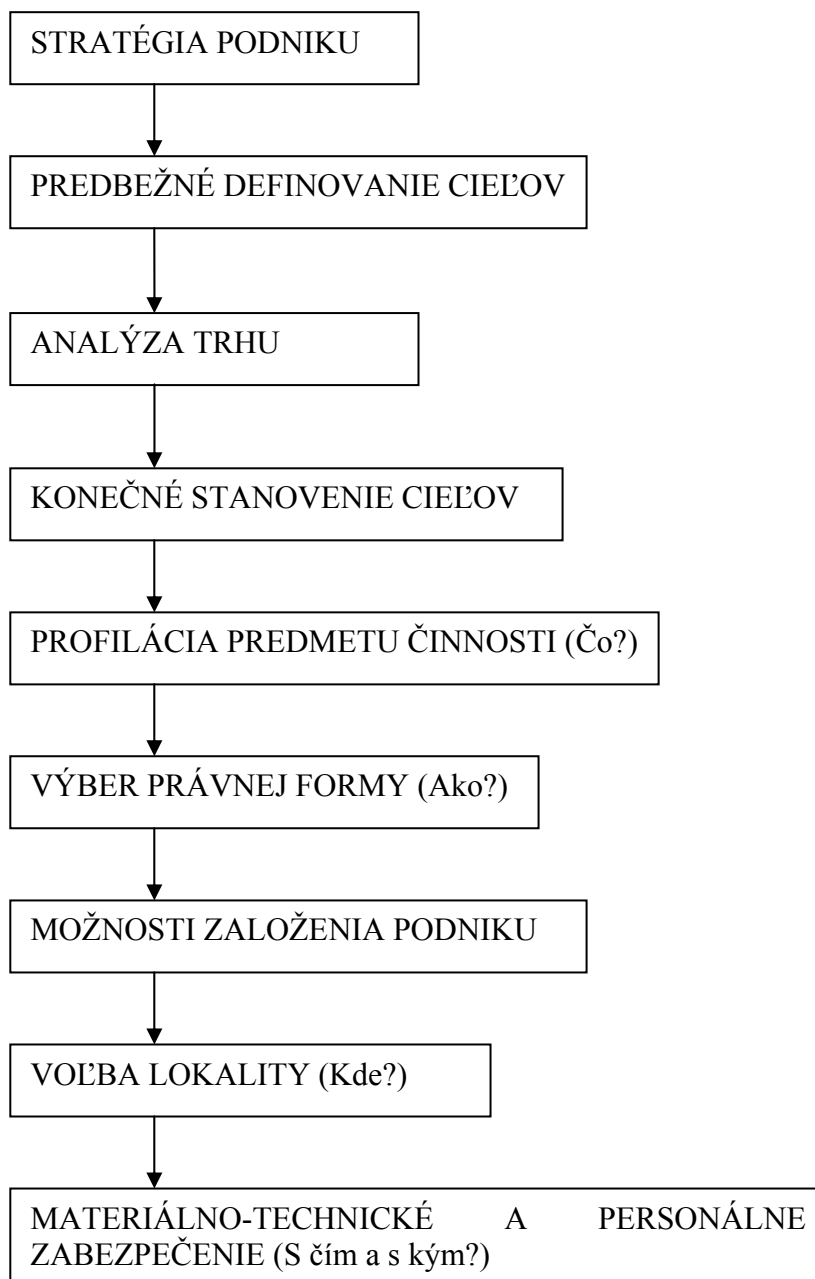 STRATÉGIA PODNIKU
PREDBEŽNÉ DEFINOVANIE CIEĽOV
ANALÝZA TRHU
KONEČNÉ STANOVENIE CIEĽOV
PROFILÁCIA PREDMETU ČINNOSTI (Čo?)
VÝBER PRÁVNEJ FORMY (Ako?)
MOŽNOSTI ZALOŽENIA PODNIKU
VOĽBA LOKALITY (Kde?)
MATERIÁLNO-TECHNICKÉ A PERSONÁLNE
ZABEZPEČENIE (S čím a s kým?)